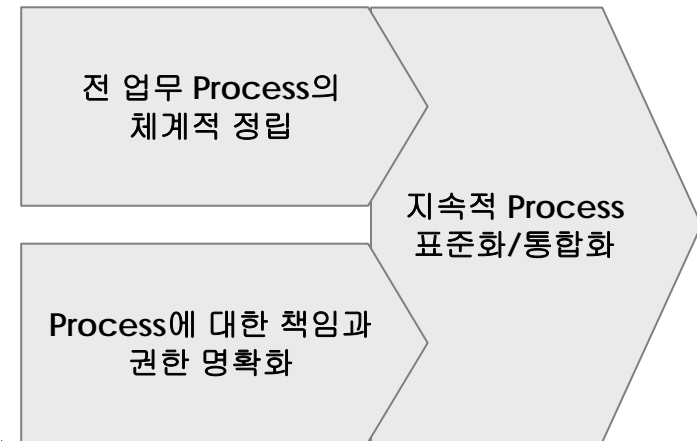 전 업무 Process의
체계적 정립
지속적 Process
표준화/통합화
Process에 대한 책임과
권한 명확화